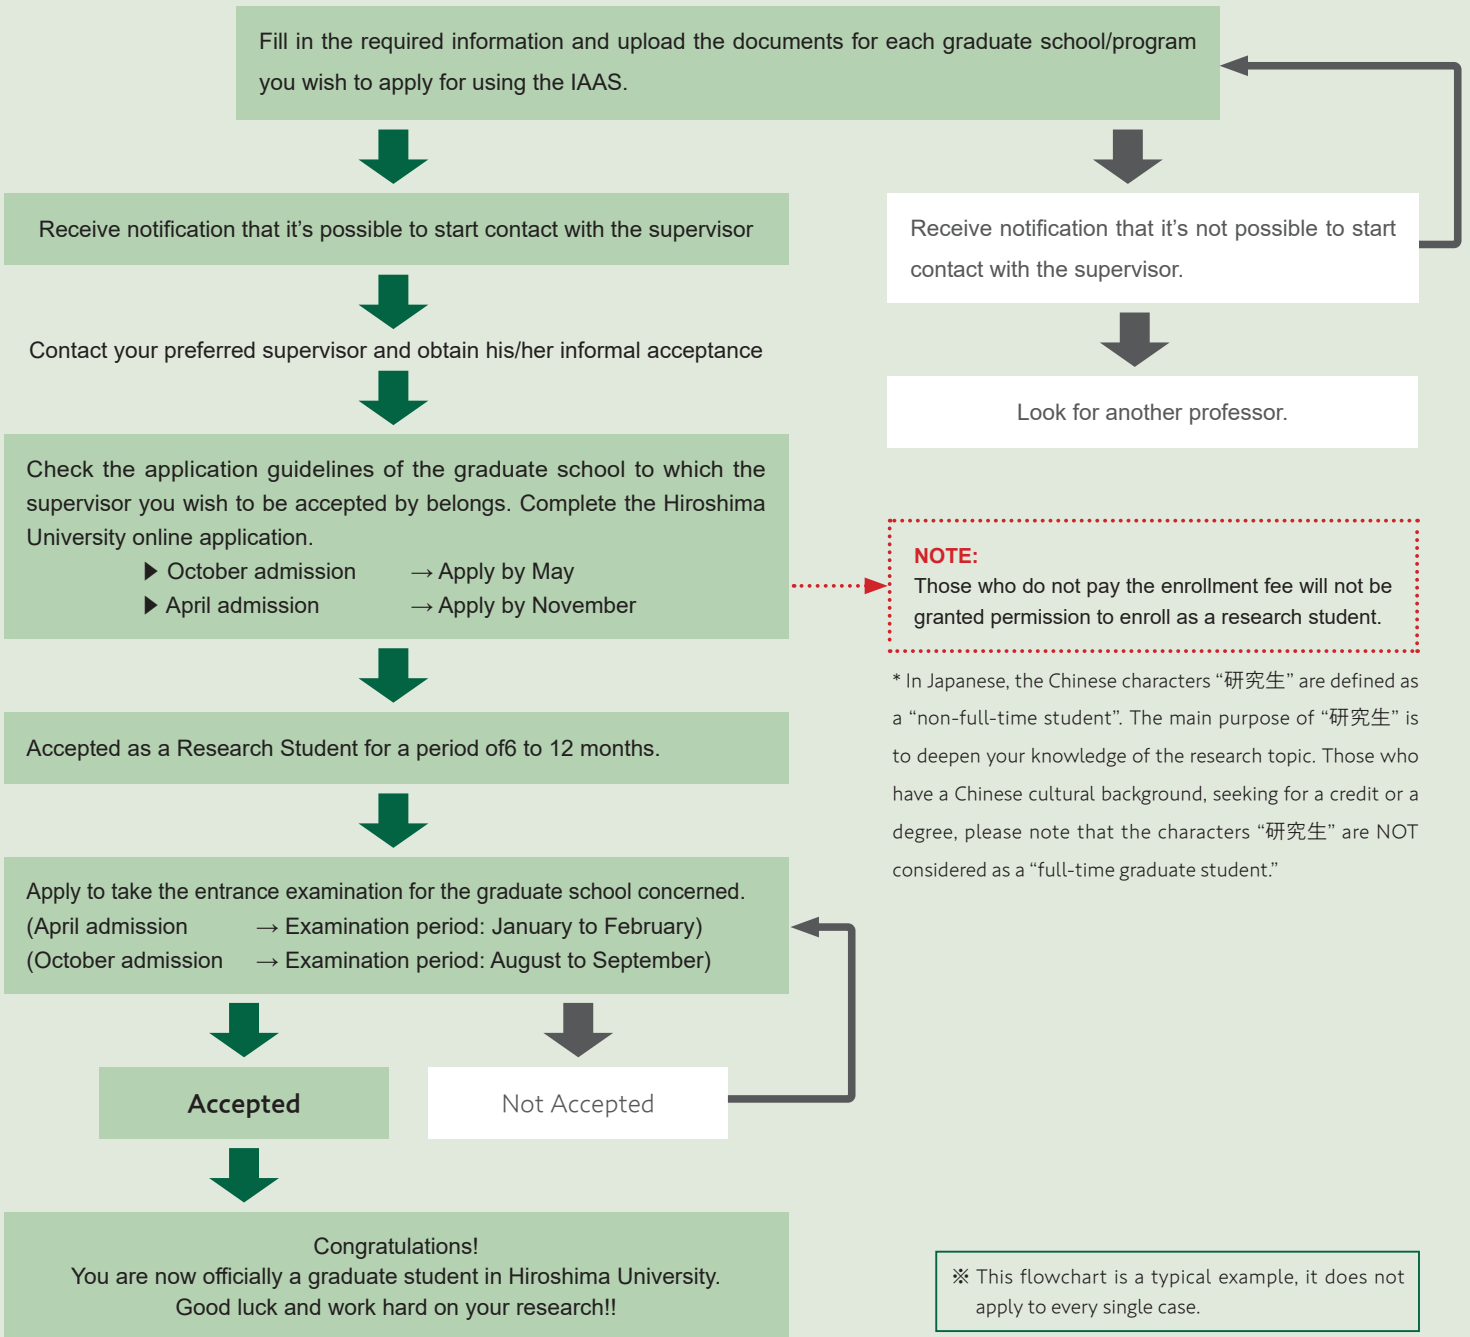 Fill in the required information and upload the documents for each graduate school/program
you wish to apply for using the IAAS.
Receive notification that it’s possible to start contact with the supervisor
Receive notification that it’s not possible to start
contact with the supervisor.
Contact your preferred supervisor and obtain his/her informal acceptance
Look for another professor.
Check the application guidelines of the graduate school to which the
supervisor you wish to be accepted by belongs. Complete the Hiroshima
University online application.
▶ October admission → Apply by May
▶ April admission → Apply by November
NOTE:
Those who do not pay the enrollment fee will not be
granted permission to enroll as a research student.
* In Japanese, the Chinese characters “研究生” are defined as
a “non-full-time student”. The main purpose of “研究生” is
to deepen your knowledge of the research topic. Those who
have a Chinese cultural background, seeking for a credit or a
degree, please note that the characters “研究生” are NOT
considered as a “full-time graduate student.”
Accepted as a Research Student for a period of6 to 12 months.
Apply to take the entrance examination for the graduate school concerned.
(April admission → Examination period: January to February)
(October admission → Examination period: August to September)
Accepted
Not Accepted
Congratulations!
You are now officially a graduate student in Hiroshima University.
Good luck and work hard on your research!!
※ This flowchart is a typical example, it does not
apply to every single case.